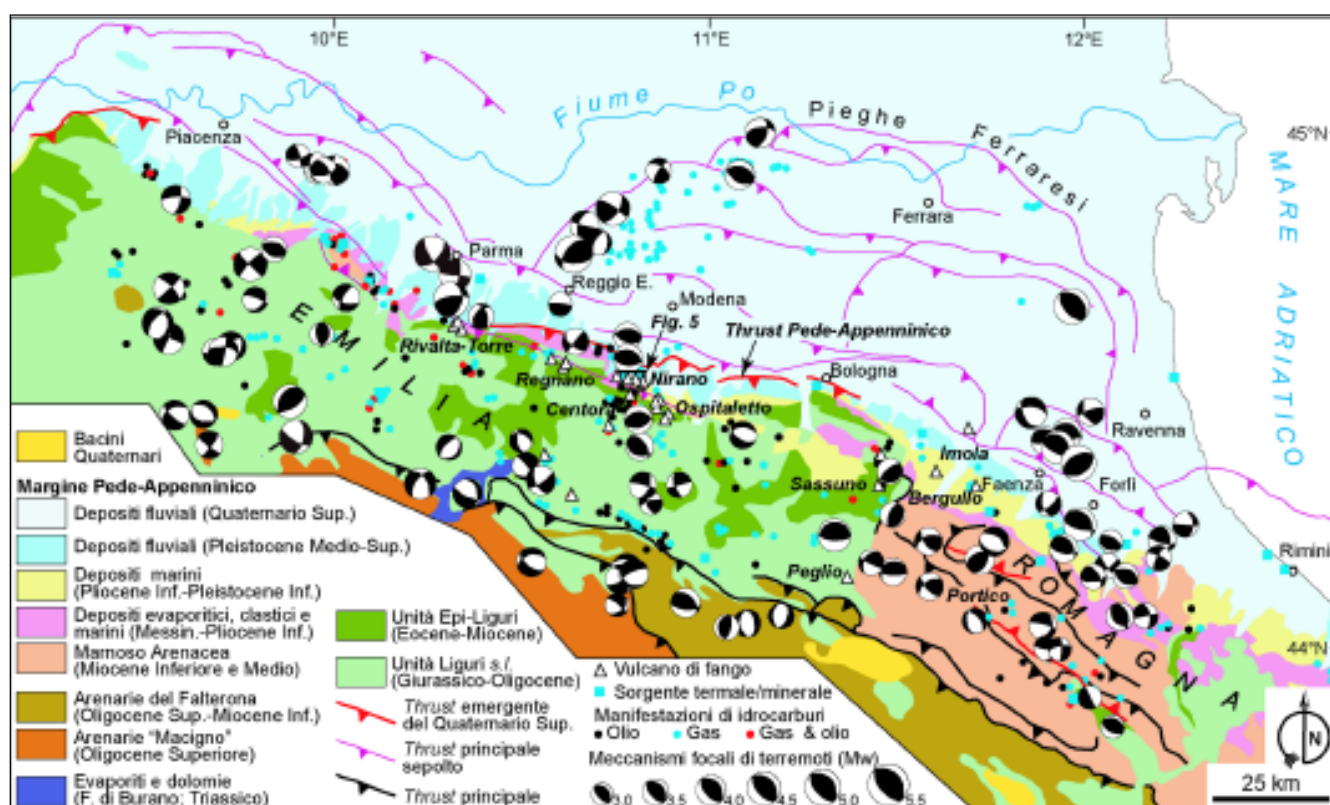 10°E
11°E
12°E
Fiume Po
Pieghe Ferraresi
45°N
MARE ADRIATICO
Piacenza
Ferrara
Parma
Reggio E.
Modena
Fig. 5
Thrust Pede-Appenninico
EMILIA
Rivalta-Torre
Regnano
Nirano
Bologna
Centora
Ospitaletto
Ravenna
Imola
Sassuno
Faenza
Bergullo
Forlì
Rimini
Peglio
ROMAGNA
Portico
44°N
Bacini
Quaternari
Margine Pede-Appenninico
Depositi fluviali (Quaternario Sup.)
Depositi fluviali (Pleistocene Medio-Sup.)
Depositi marini
(Pliocene Inf.-Pleistocene Inf.)
Depositi evaporitici, clastici e
marini (Messin.-Pliocene Inf.)
Marnoso Arenacea
(Miocene Inferiore e Medio)
Arenarie del Falterona
(Oligocene Sup.-Miocene Inf.)
Arenarie "Macigno"
(Oligocene Superiore)
Evaporiti e dolomie
(F. di Burano; Triassico)
Unità Epi-Liguri
(Eocene-Miocene)
Unità Liguri s.l.
(Giurassico-Oligocene)
Thrust emergente
del Quaternario Sup.
Thrust principale
sepolto
Thrust principale
Vulcano di fango
Sorgente termale/minerale
Manifestazioni di idrocarburi
Olio Gas Gas & olio
Meccanismi focali di terremoti (Mw)
3.0 3.5 4.0 4.5 5.0 5.5
N
25 km